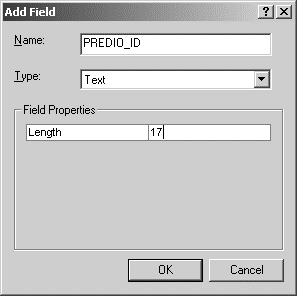 Add Field
Name: PREDIO_ID
Type: Text
Field Properties
Length 17
OK Cancel